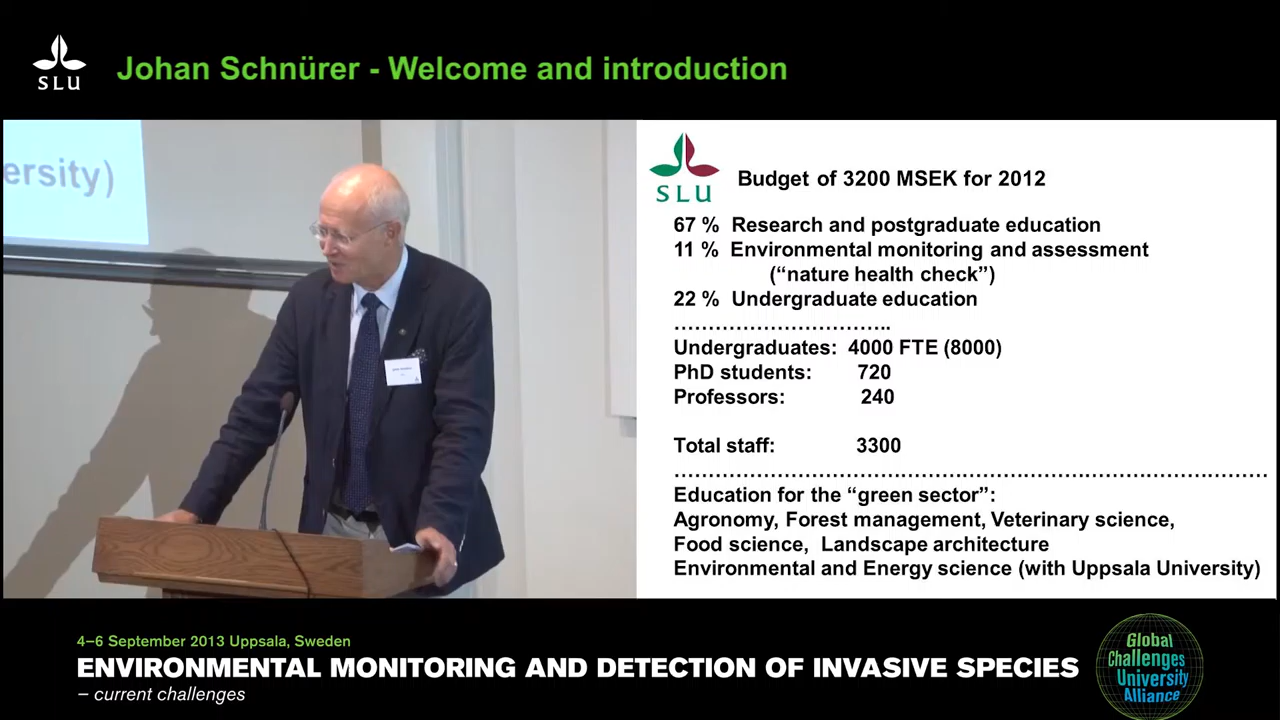 SLU
Johan Schnürer - Welcome and introduction
ersity)
SLU
Budget of 3200 MSEK for 2012
67 % Research and postgraduate education
11 % Environmental monitoring and assessment
(“nature health check”)
22 % Undergraduate education
…………………………..
Undergraduates: 4000 FTE (8000)
PhD students: 720
Professors: 240
Total staff: 3300
…………………………………………………………………………
Education for the “green sector”:
Agronomy, Forest management, Veterinary science,
Food science, Landscape architecture
Environmental and Energy science (with Uppsala University)
4–6 September 2013 Uppsala, Sweden
ENVIRONMENTAL MONITORING AND DETECTION OF INVASIVE SPECIES
– current challenges
Global
Challenges
University
Alliance